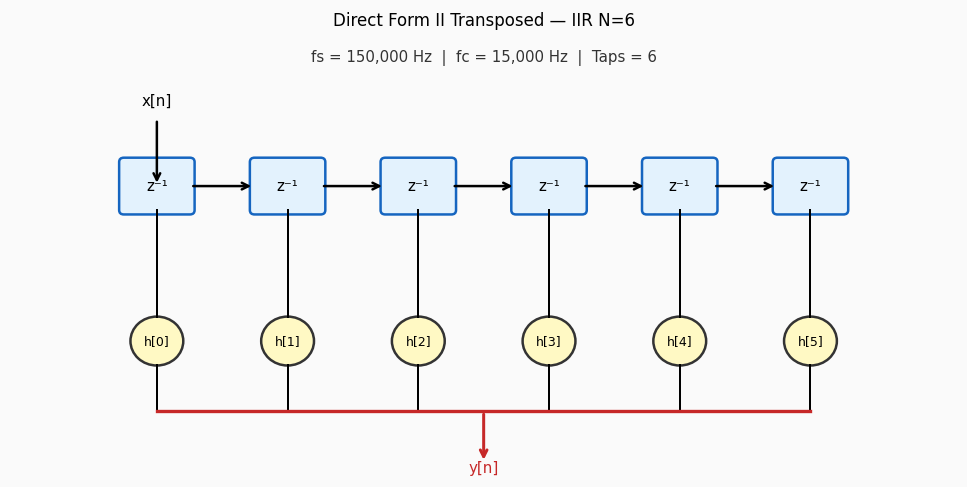 Direct Form II Transposed — IIR N=6
fs = 150,000 Hz | fc = 15,000 Hz | Taps = 6
x[n]
z⁻¹ z⁻¹ z⁻¹ z⁻¹ z⁻¹ z⁻¹
h[0] h[1] h[2] h[3] h[4] h[5]
y[n]